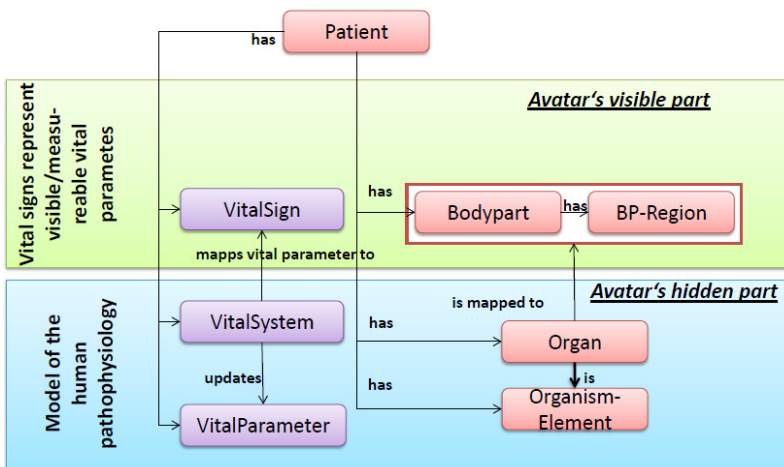 Patient
has
Avatar's visible part
Vital signs represent
visible/measu-
reable vital
parametes
VitalSign
has
Bodypart
has
BP-Region
mapps vital parameter to
Avatar's hidden part
is mapped to
Model of the
human
pathophysiology
VitalSystem
has
Organ
updates
is
has
Organism-
Element
VitalParameter